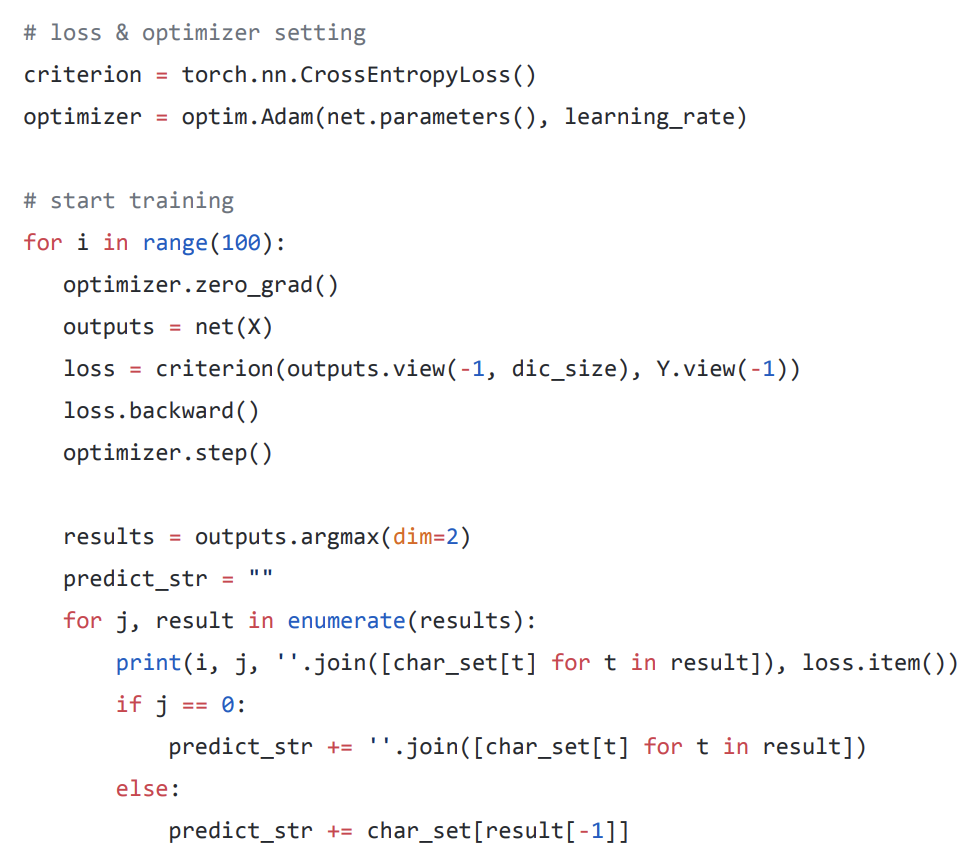 # loss & optimizer setting
criterion = torch.nn.CrossEntropyLoss()
optimizer = optim.Adam(net.parameters(), learning_rate)

# start training
for i in range(100):
   optimizer.zero_grad()
   outputs = net(X)
   loss = criterion(outputs.view(-1, dic_size), Y.view(-1))
   loss.backward()
   optimizer.step()

   results = outputs.argmax(dim=2)
   predict_str = ""
   for j, result in enumerate(results):
       print(i, j, ''.join([char_set[t] for t in result]), loss.item())
       if j == 0:
           predict_str += ''.join([char_set[t] for t in result])
       else:
           predict_str += char_set[result[-1]]